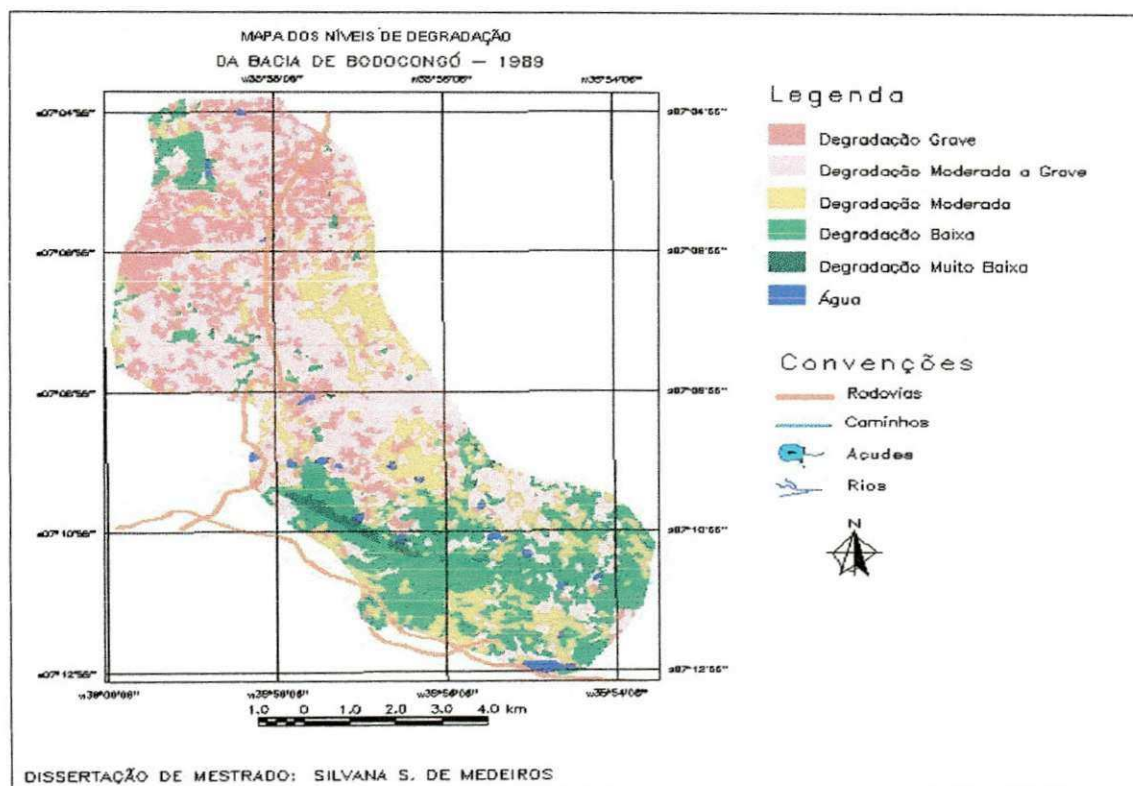 MAPA DOS NÍVEIS DE DEGRADAÇÃO
DA BACIA DE BODOCONGÓ – 1989
Legenda
Degradação Grave
Degradação Moderada a Grave
Degradação Moderada
Degradação Baixa
Degradação Muito Baixa
Água
Convenções
Rodovias
Caminhos
Açudes
Rios
N
1.0 0 1.0 2.0 3.0 4.0 km
DISSERTAÇÃO DE MESTRADO: SILVANA S. DE MEDEIROS